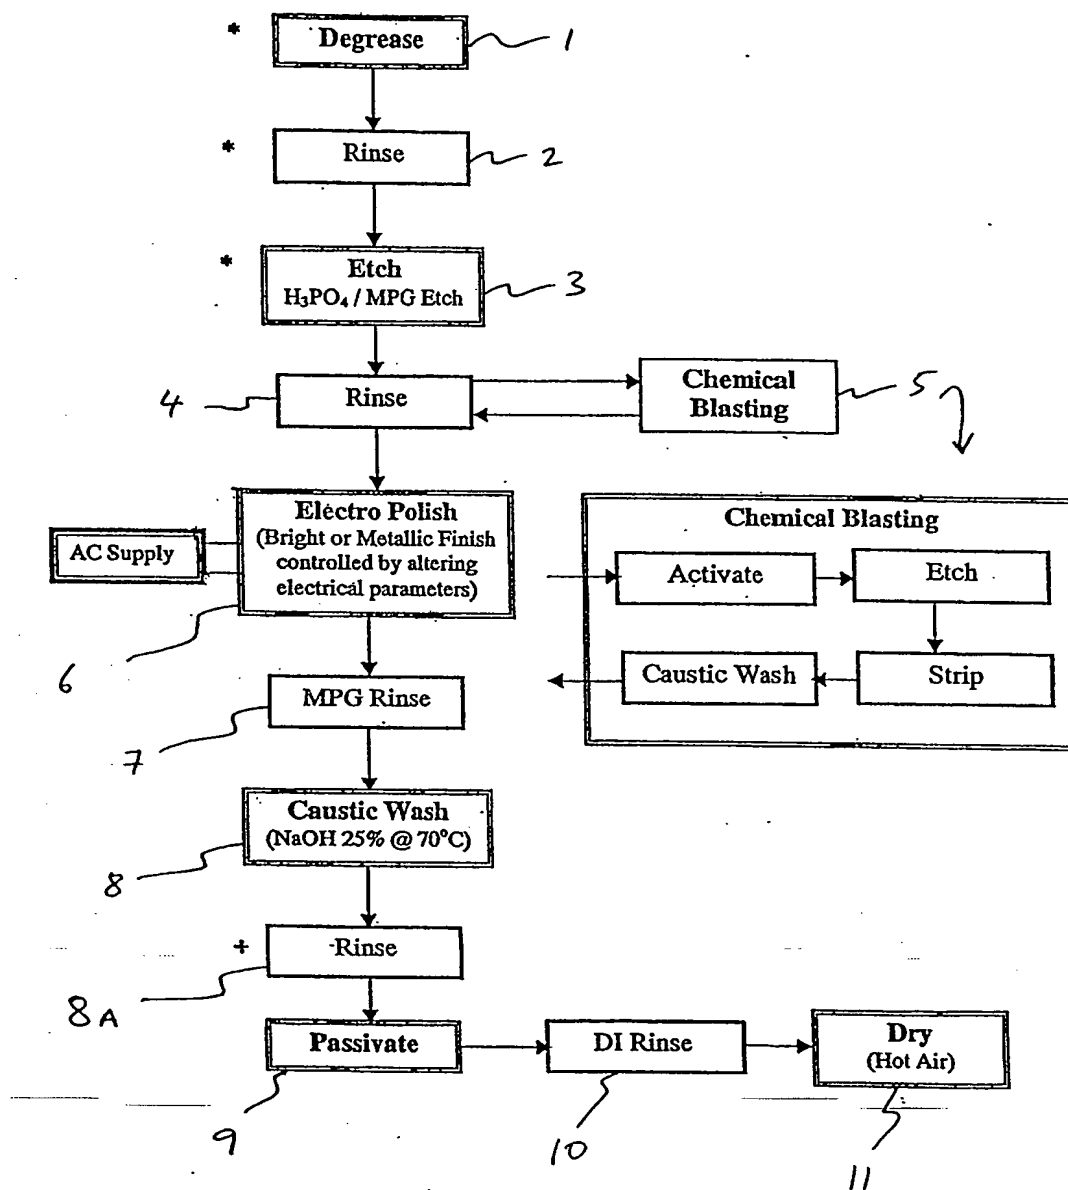 * Degrease 1
* Rinse 2
* Etch
H₃PO₄ / MPG Etch 3
4 Rinse
Chemical
Blasting 5
Electro Polish
(Bright or Metallic Finish
controlled by altering
electrical parameters)
AC Supply
6
Chemical Blasting
Activate
Etch
Caustic Wash
Strip
MPG Rinse
7
Caustic Wash
(NaOH 25% @ 70°C)
8
+ Rinse
8A
Passivate
DI Rinse
Dry
(Hot Air)
9
10
11